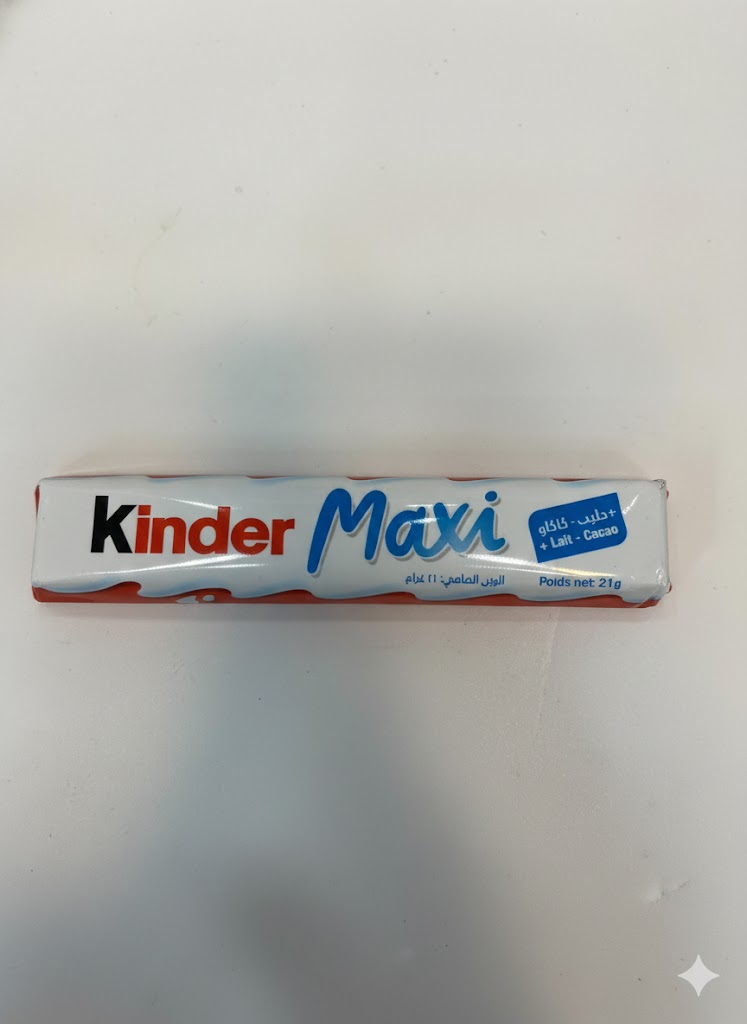 Kinder Maxi
+حليب - كاكاو
+ Lait - Cacao
الوزن الصافي: ٢١ غرام
Poids net 21g